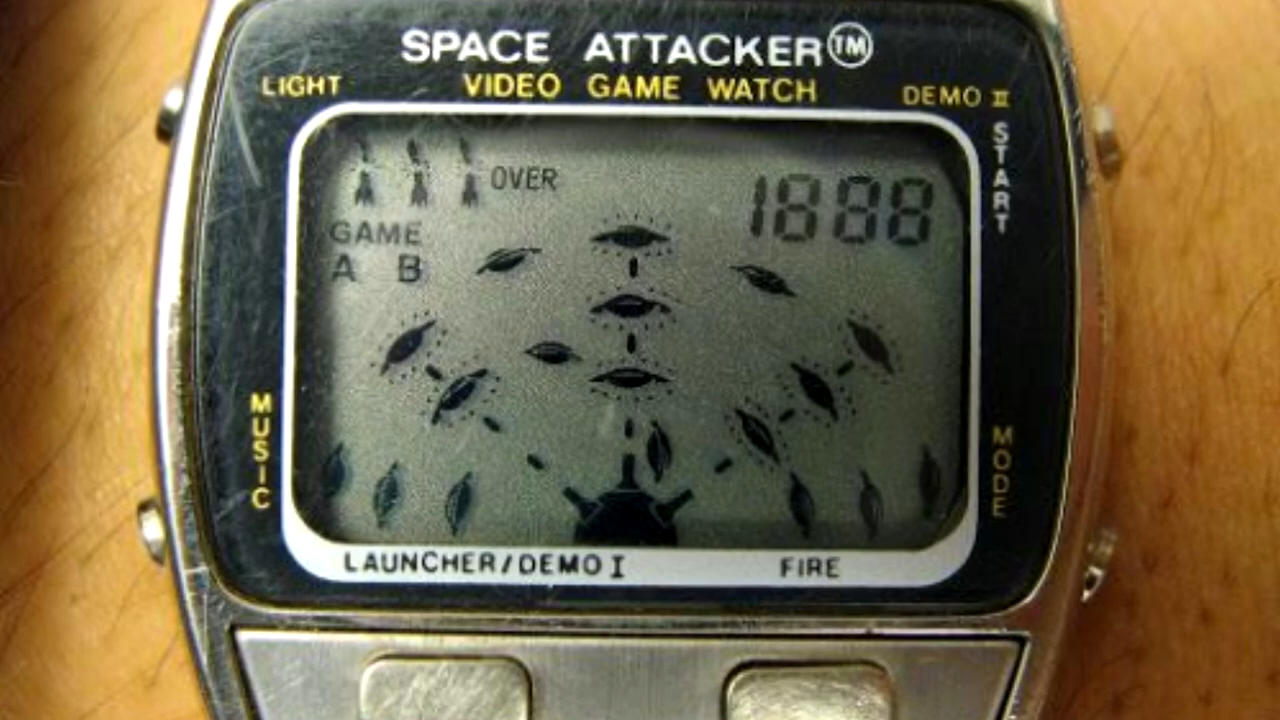 SPACE ATTACKER™
LIGHT VIDEO GAME WATCH DEMO II
START
OVER 1888
GAME
A B
MUSIC
MODE
LAUNCHER/DEMO I FIRE